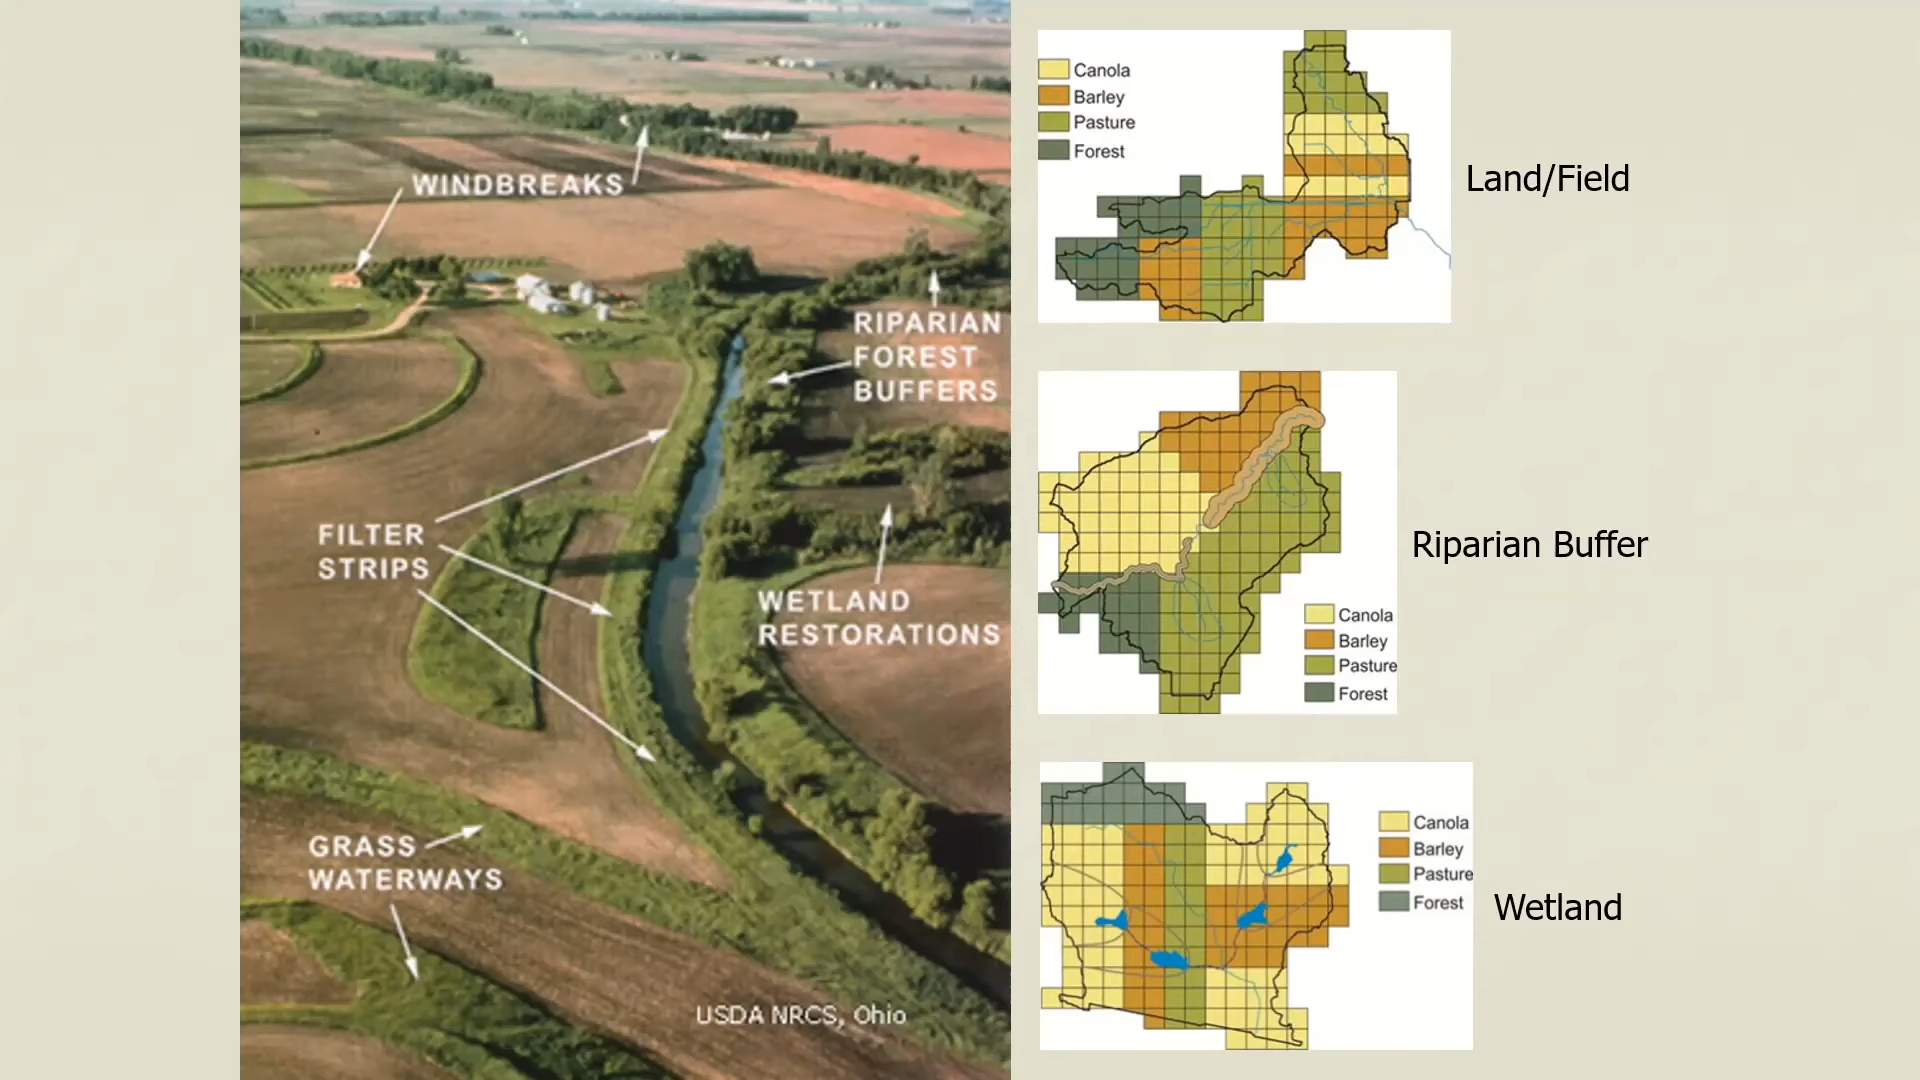 WINDBREAKS
RIPARIAN
FOREST
BUFFERS
FILTER
STRIPS
WETLAND
RESTORATIONS
GRASS
WATERWAYS
USDA NRCS, Ohio
Canola
Barley
Pasture
Forest
Land/Field
Riparian Buffer
Canola
Barley
Pasture
Forest
Canola
Barley
Pasture
Forest
Wetland